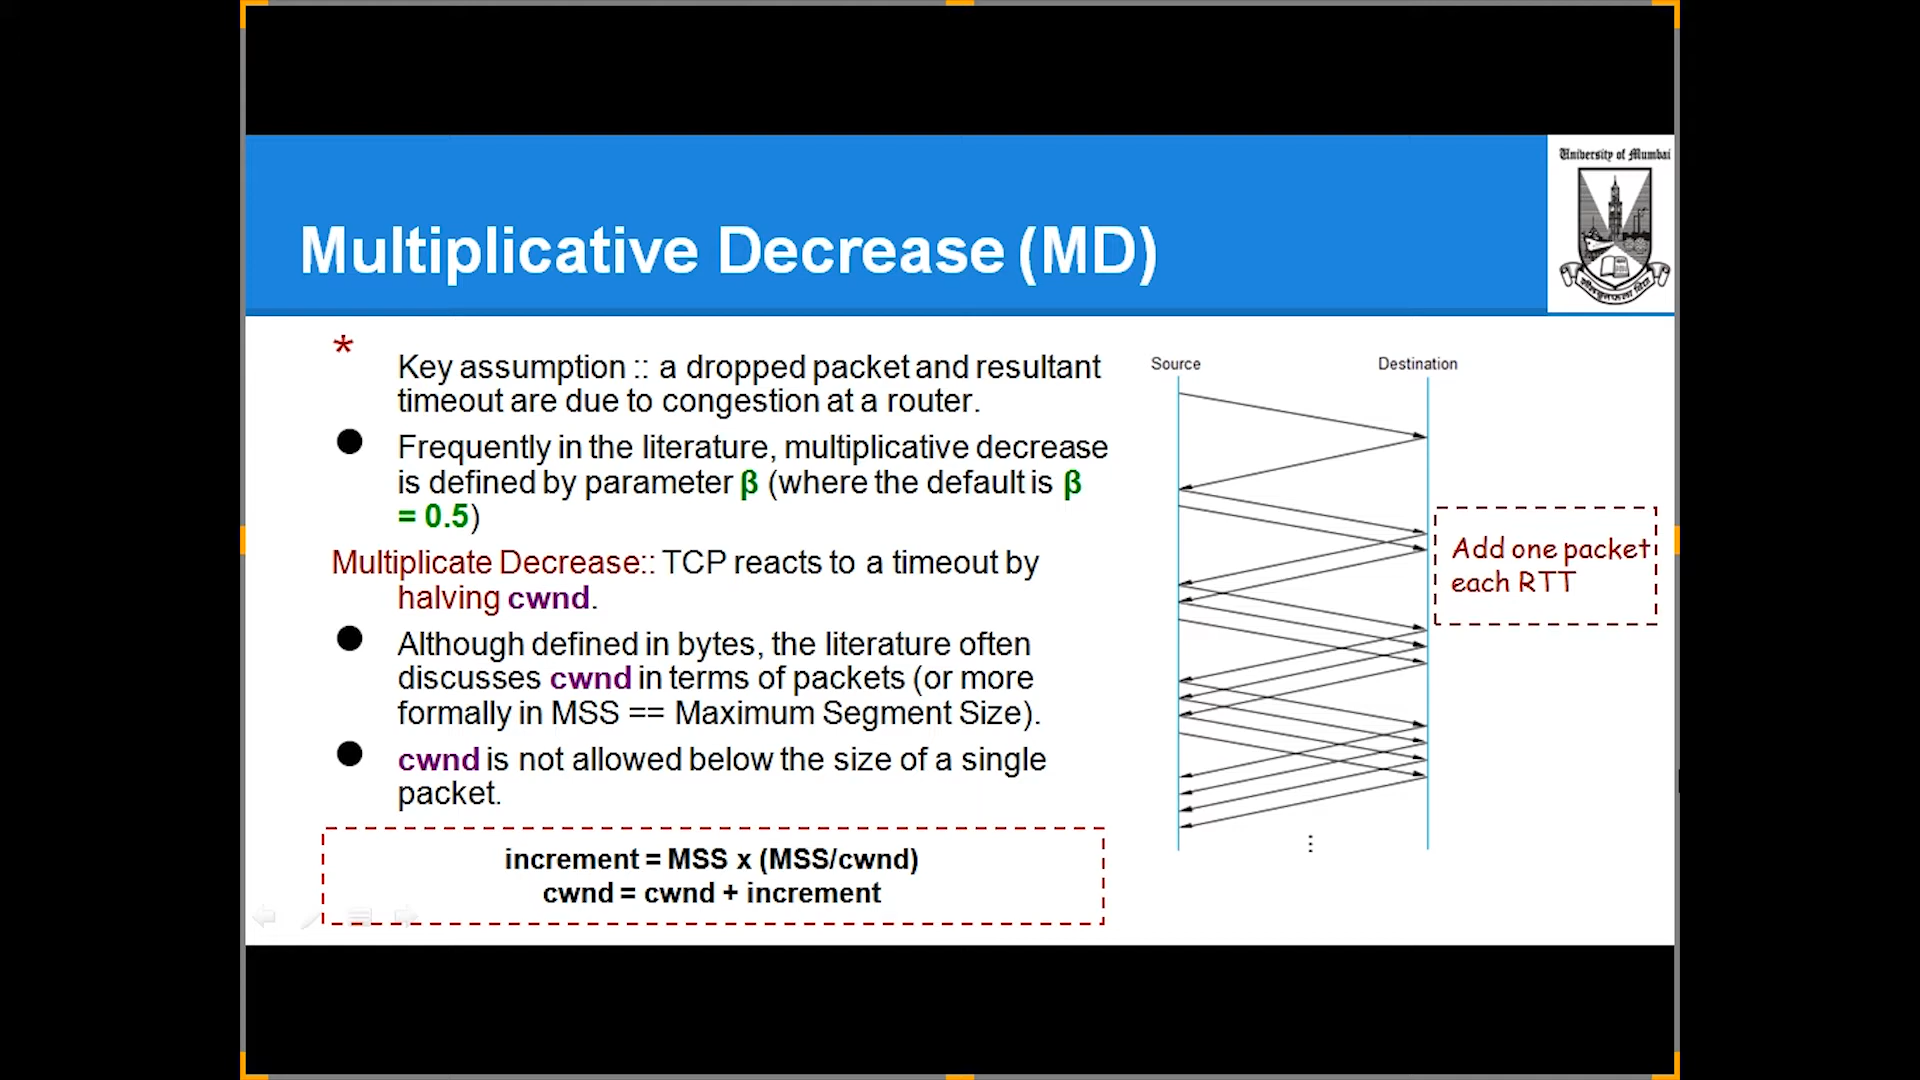 University of Mumbai
Multiplicative Decrease (MD)
* Key assumption :: a dropped packet and resultant
timeout are due to congestion at a router.
● Frequently in the literature, multiplicative decrease
is defined by parameter β (where the default is β
= 0.5)
Multiplicate Decrease:: TCP reacts to a timeout by
halving cwnd.
● Although defined in bytes, the literature often
discusses cwnd in terms of packets (or more
formally in MSS == Maximum Segment Size).
● cwnd is not allowed below the size of a single
packet.
increment = MSS x (MSS/cwnd)
cwnd = cwnd + increment
Source Destination
Add one packet
each RTT
⋮